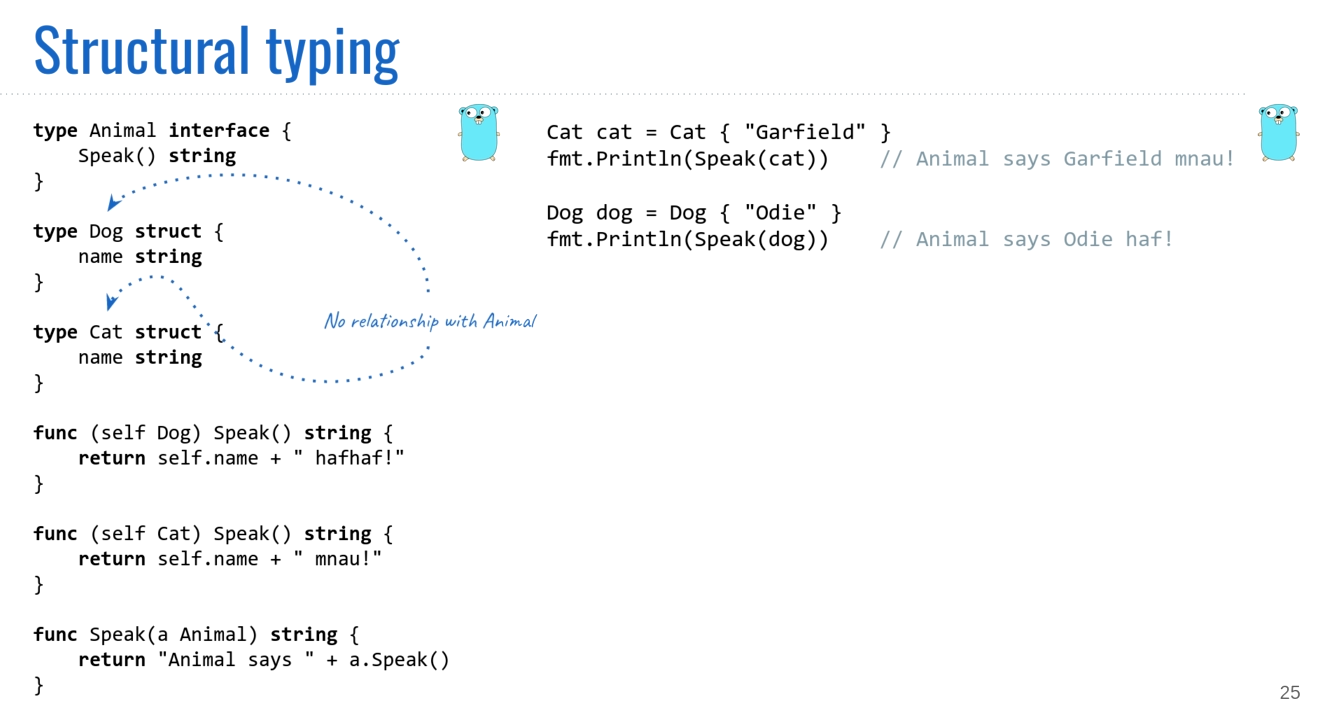 Structural typing
type Animal interface {
    Speak() string
}
type Dog struct {
    name string
}
type Cat struct {
    name string
}
func (self Dog) Speak() string {
    return self.name + " hafhaf!"
}
func (self Cat) Speak() string {
    return self.name + " mnau!"
}
func Speak(a Animal) string {
    return "Animal says " + a.Speak()
}
No relationship with Animal
Cat cat = Cat { "Garfield" }
fmt.Println(Speak(cat))    // Animal says Garfield mnau!
Dog dog = Dog { "Odie" }
fmt.Println(Speak(dog))    // Animal says Odie haf!
25